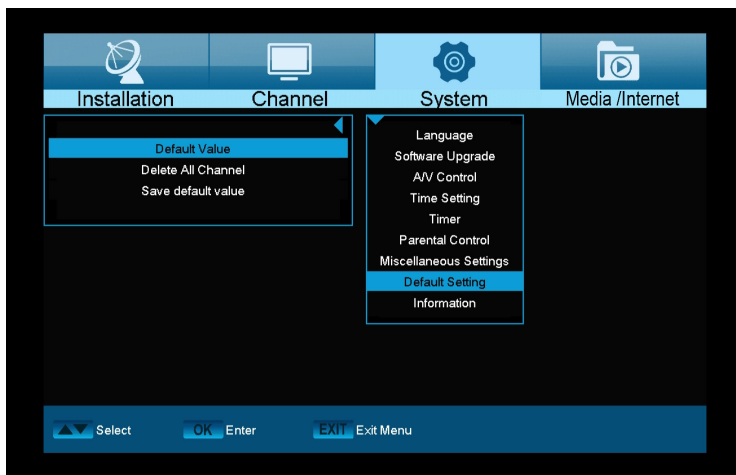 Installation
Channel
System
Media /Internet
Default Value
Delete All Channel
Save default value
Language
Software Upgrade
A/V Control
Time Setting
Timer
Parental Control
Miscellaneous Settings
Default Setting
Information
Select
OK Enter
EXIT Exit Menu